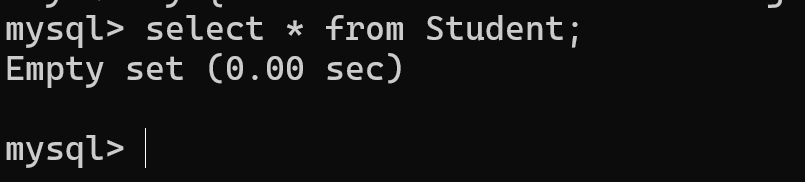 mysql> select * from Student;
Empty set (0.00 sec)
mysql>